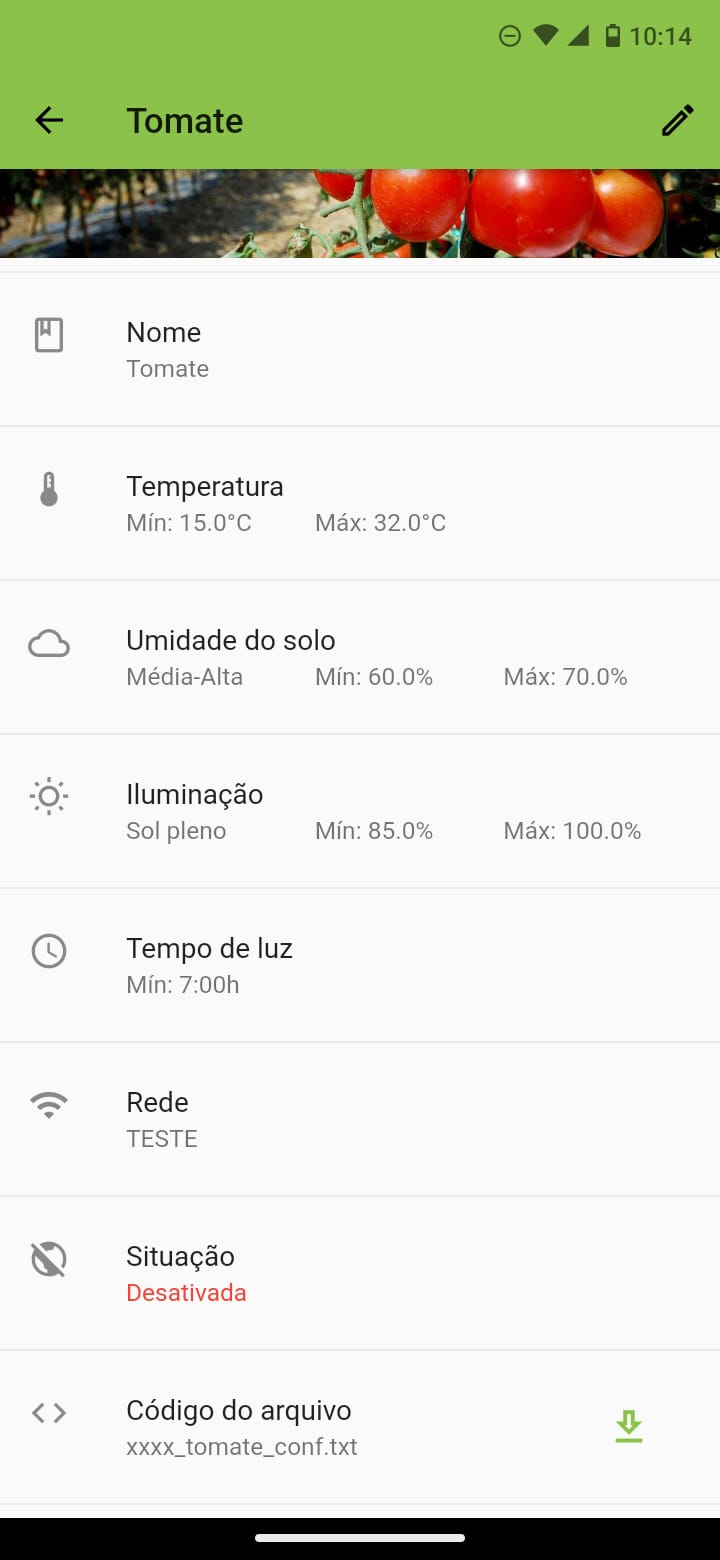 10:14
Tomate
Nome
Tomate
Temperatura
Mín: 15.0°C Máx: 32.0°C
Umidade do solo
Média-Alta Mín: 60.0% Máx: 70.0%
Iluminação
Sol pleno Mín: 85.0% Máx: 100.0%
Tempo de luz
Mín: 7:00h
Rede
TESTE
Situação
Desativada
Código do arquivo
xxxx_tomate_conf.txt